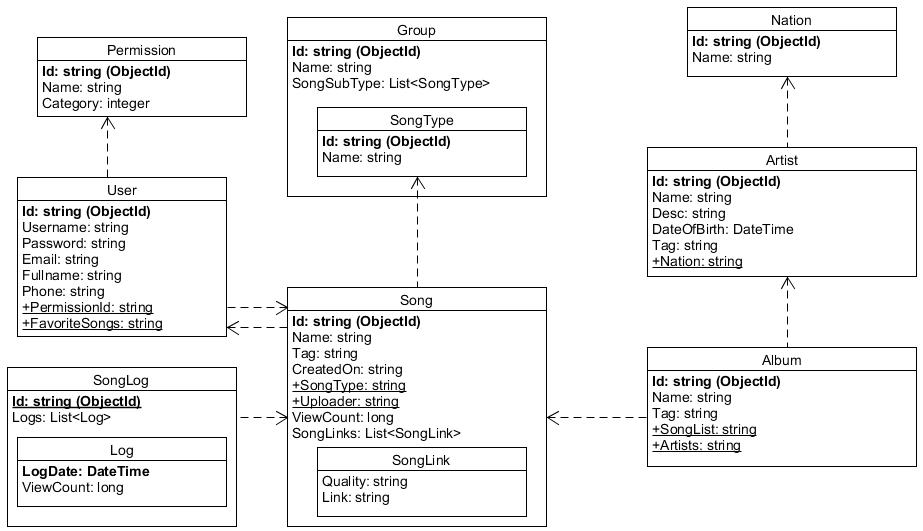 Permission
Id: string (ObjectId)
Name: string
Category: integer
Group
Id: string (ObjectId)
Name: string
SongSubType: List<SongType>
SongType
Id: string (ObjectId)
Name: string
Nation
Id: string (ObjectId)
Name: string
User
Id: string (ObjectId)
Username: string
Password: string
Email: string
Fullname: string
Phone: string
+PermissionId: string
+FavoriteSongs: string
Artist
Id: string (ObjectId)
Name: string
Desc: string
DateOfBirth: DateTime
Tag: string
+Nation: string
Song
Id: string (ObjectId)
Name: string
Tag: string
CreatedOn: string
+SongType: string
+Uploader: string
ViewCount: long
SongLinks: List<SongLink>
SongLink
Quality: string
Link: string
SongLog
Id: string (ObjectId)
Logs: List<Log>
Log
LogDate: DateTime
ViewCount: long
Album
Id: string (ObjectId)
Name: string
Tag: string
+SongList: string
+Artists: string